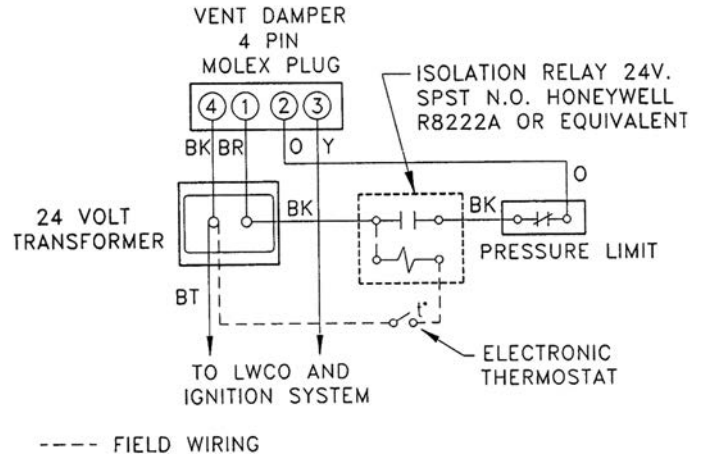 VENT DAMPER
4 PIN
MOLEX PLUG
4 1 2 3
BK BR O Y
ISOLATION RELAY 24V.
SPST N.O. HONEYWELL
R8222A OR EQUIVALENT
O
24 VOLT
TRANSFORMER
BK
BK
PRESSURE LIMIT
BT
t°
ELECTRONIC
THERMOSTAT
TO LWCO AND
IGNITION SYSTEM
---- FIELD WIRING